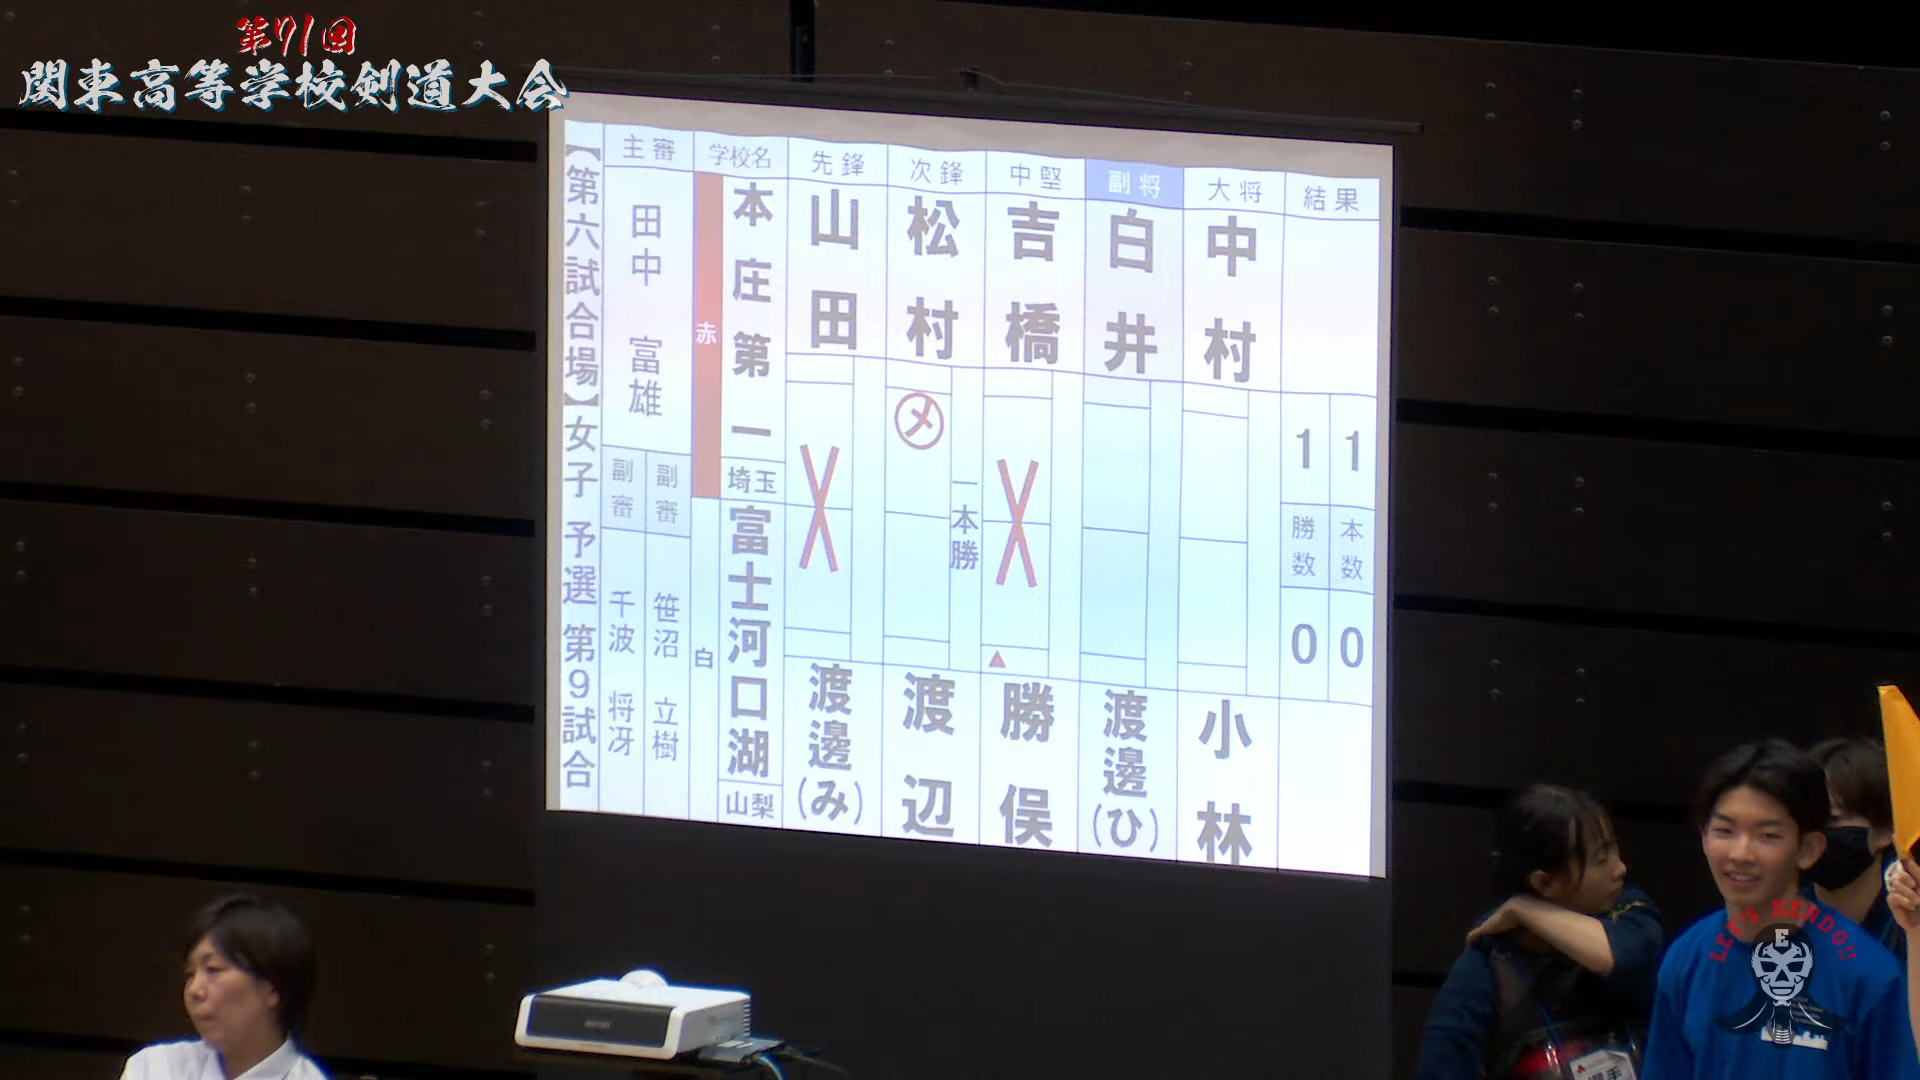 第71回
関東高等学校剣道大会
【第六試合場】女子 予選 第9試合
主審
田中 富雄
副審
副審
千波 将冴
笹沼 立樹
学校名
赤
本庄第一
埼玉
白
富士河口湖
山梨
先鋒
山田
渡邊(み)
次鋒
松村
メ
一本勝
渡辺
中堅
吉橋
▲
勝俣
副将
白井
渡邊(ひ)
大将
中村
小林
結果
1 1
勝数 本数
0 0
LET'S KENDO!!
E
選手